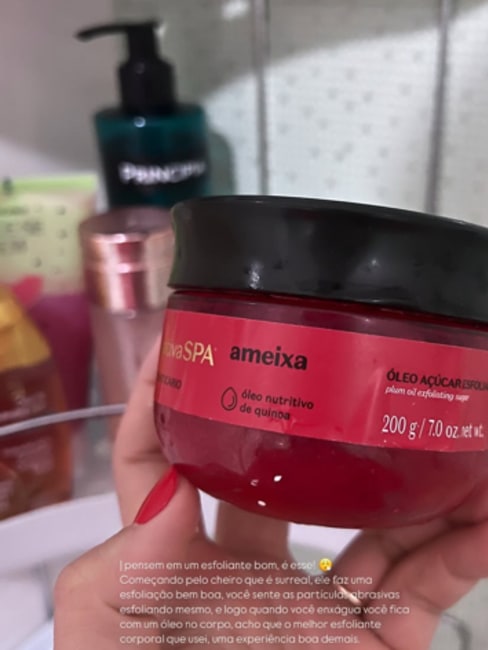 PRINCIPIA
SPA
ameixa
óleo nutritivo
de quinoa
ÓLEO AÇÚCAR ESFOLIA
plum oil exfoliating sugar
200 g / 7.0 oz. net wt.
pensem em um esfoliante bom, é esse! 😗
Começando pelo cheiro que é surreal, ele faz uma
esfoliação bem boa, você sente as partículas abrasivas
esfoliando mesmo, e logo quando você enxágua você fica
com um óleo no corpo, acho que o melhor esfoliante
corporal que usei, uma experiência boa demais.